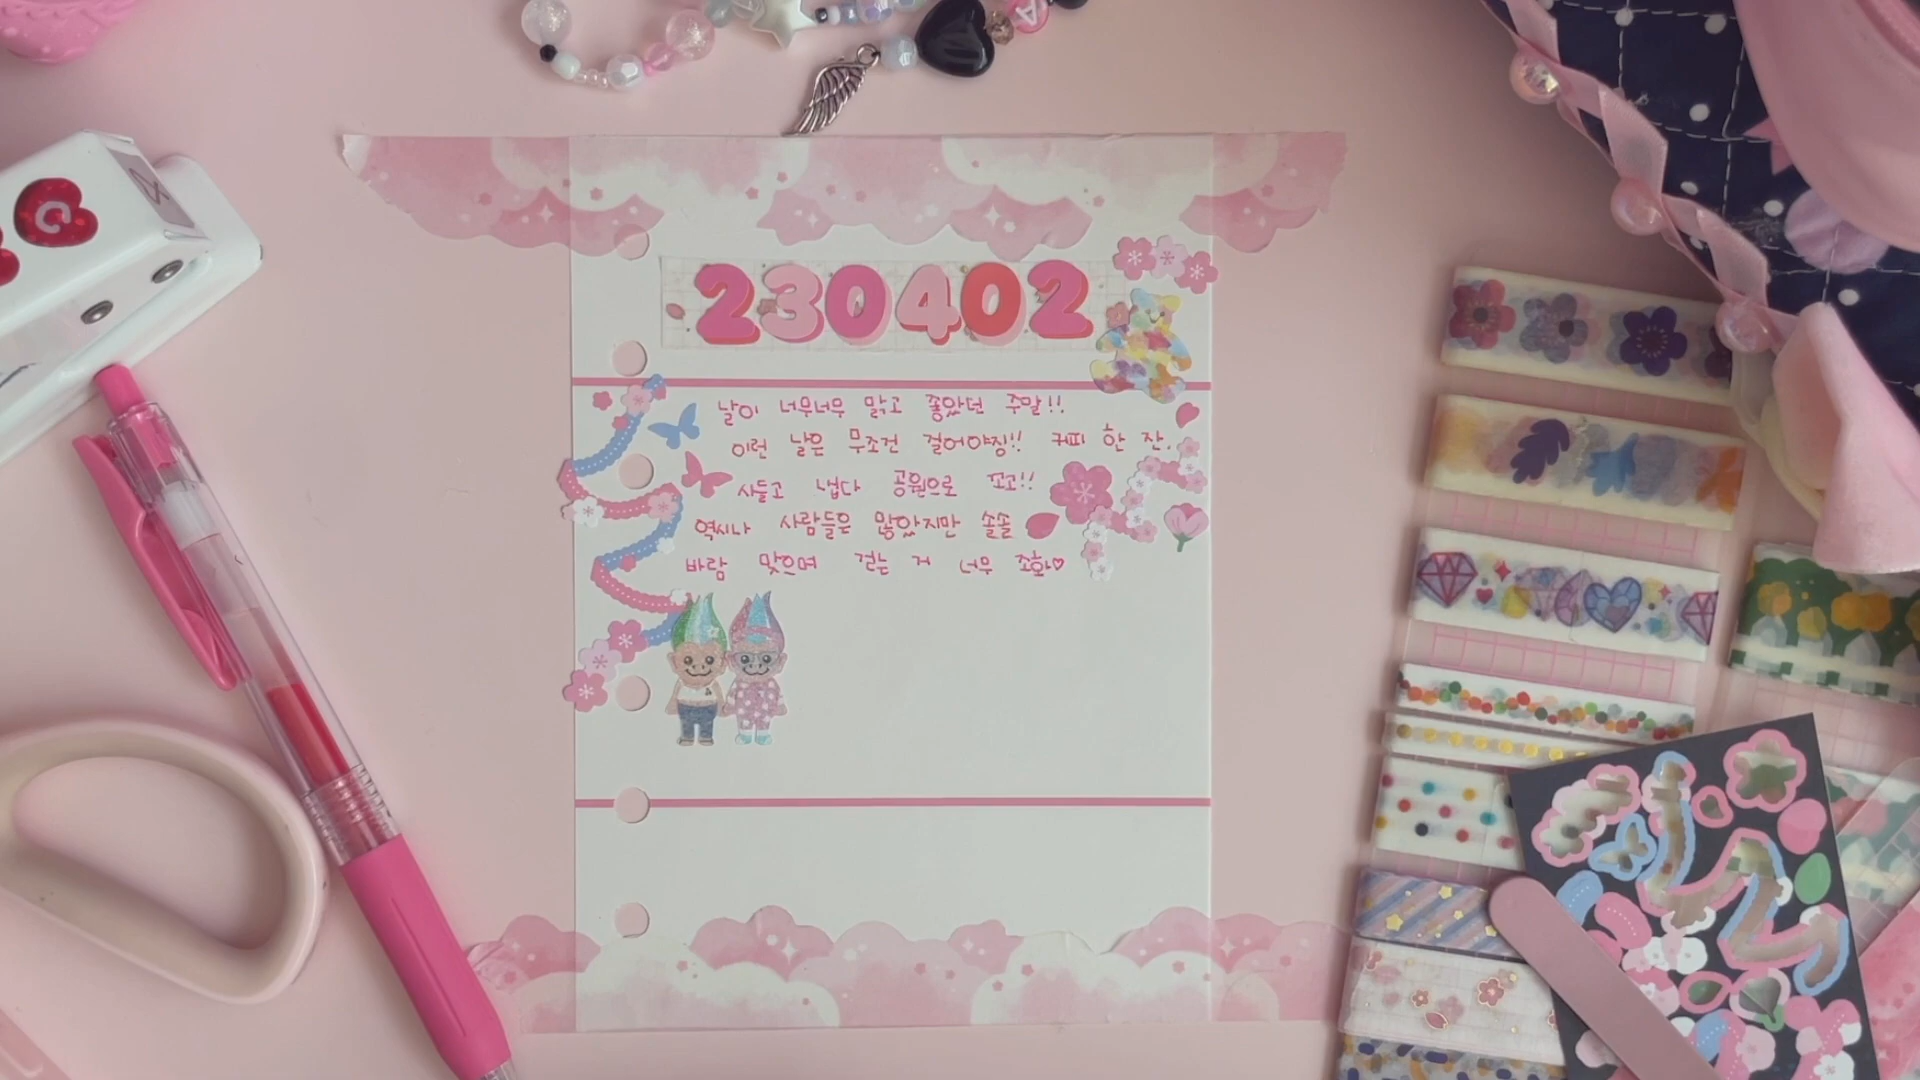 230402
날이 너무너무 맑고 좋았던 주말!!
이런 날은 무조건 걸어야징!! 커피 한 잔.
사들고 냅다 공원으로 꼬고!!
역시나 사람들은 많았지만 솔솔
바람 맞으며 걷는 거 너무 조화♡